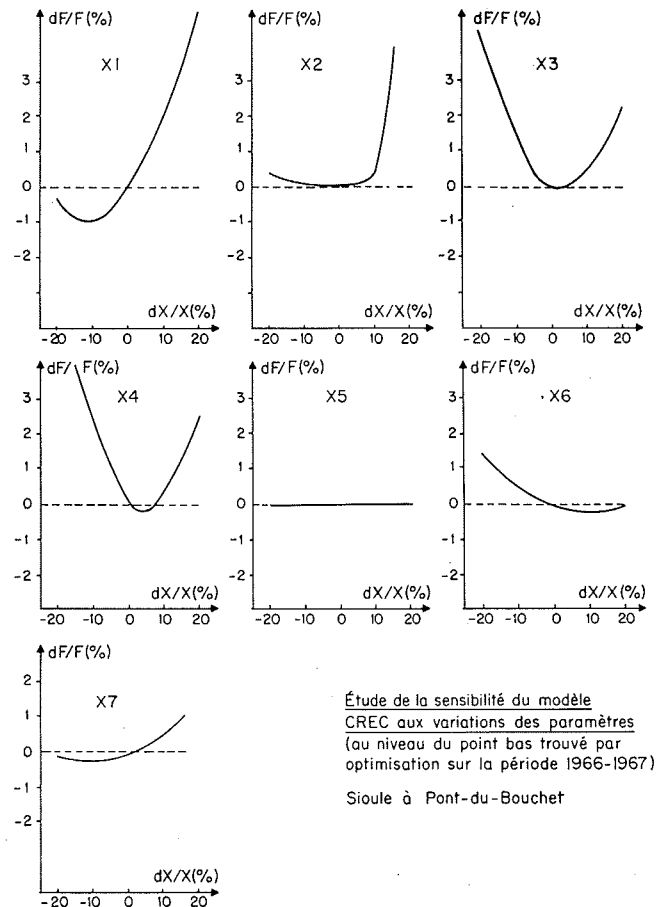 dF/F(%) dF/F(%) dF/F(%)
X1 X2 X3
3 3 3
2 2 2
1 1 1
0 0 0
-1 -1 -1
-2 -2 -2
dX/X(%) dX/X(%) dX/X(%)
-20 -10 0 10 20 -20 -10 0 10 20 -20 -10 0 10 20
dF/F(%) dF/F(%) dF/F(%)
X4 X5 X6
3 3 3
2 2 2
1 1 1
0 0 0
-1 -1 -1
-2 -2 -2
dX/X(%) dX/X(%) dX/X(%)
-20 -10 0 10 20 -20 -10 0 10 20 -20 -10 0 10 20
dF/F(%)
X7
2
1
0
-1
-2
dX/X(%)
-20 -10 0 10 20
Étude de la sensibilité du modèle
CREC aux variations des paramètres
(au niveau du point bas trouvé par
optimisation sur la période 1966-1967)
Sioule à Pont-du-Bouchet